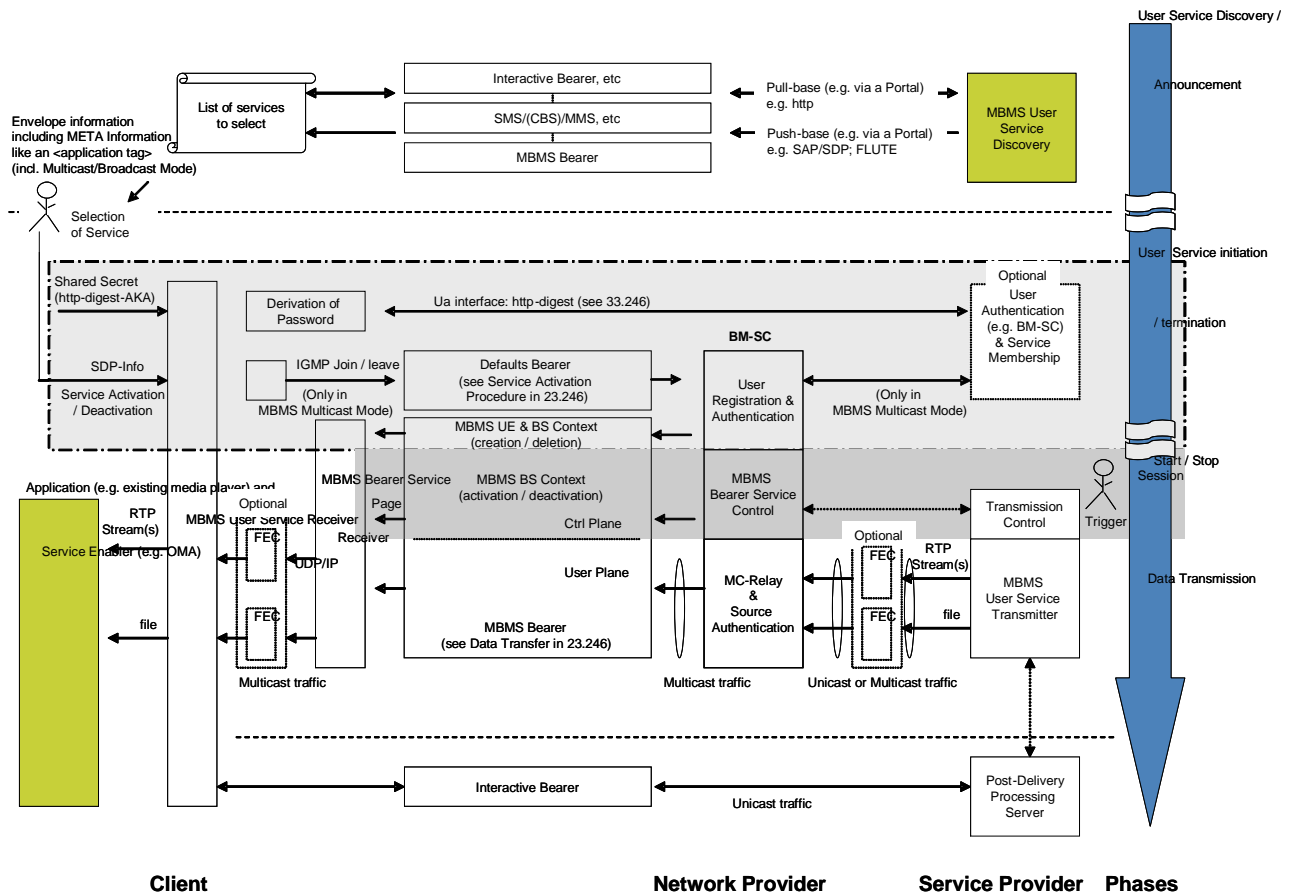 User Service Discovery /
Announcement
Interactive Bearer, etc
SMS/(CBS)/MMS, etc
MBMS Bearer
List of services
to select
Pull-base (e.g. via a Portal)
e.g. http
Push-base (e.g. via a Portal)
e.g. SAP/SDP; FLUTE
MBMS User
Service
Discovery
Envelope information
including META Information
like an <application tag>
(incl. Multicast/Broadcast Mode)
Selection
of Service
User Service initiation
/ termination
Shared Secret
(http-digest-AKA)
Derivation of
Password
Ua interface: http-digest (see 33.246)
Optional
User
Authentication
(e.g. BM-SC)
& Service
Membership
BM-SC
SDP-Info
Service Activation
/ Deactivation
IGMP Join / leave
(Only in
MBMS Multicast Mode)
Defaults Bearer
(see Service Activation
Procedure in 23.246)
User
Registration &
Authentication
(Only in
MBMS Multicast Mode)
MBMS UE & BS Context
(creation / deletion)
Start / Stop
Session
MBMS Bearer Service
Receiver
Page
MBMS BS Context
(activation / deactivation)
Ctrl Plane
MBMS
Bearer Service
Control
Transmission
Control
Trigger
Application (e.g. existing media player) and
Service Enabler (e.g. OMA)
RTP
Stream(s)
file
Optional
MBMS User Service Receiver
FEC
FEC
UDP/IP
User Plane
MBMS Bearer
(see Data Transfer in 23.246)
MC-Relay
&
Source
Authentication
Optional
FEC
FEC
RTP
Stream(s)
file
MBMS
User Service
Transmitter
Data Transmission
Multicast traffic
Multicast traffic
Unicast or Multicast traffic
Interactive Bearer
Unicast traffic
Post-Delivery
Processing
Server
Client
Network Provider
Service Provider
Phases